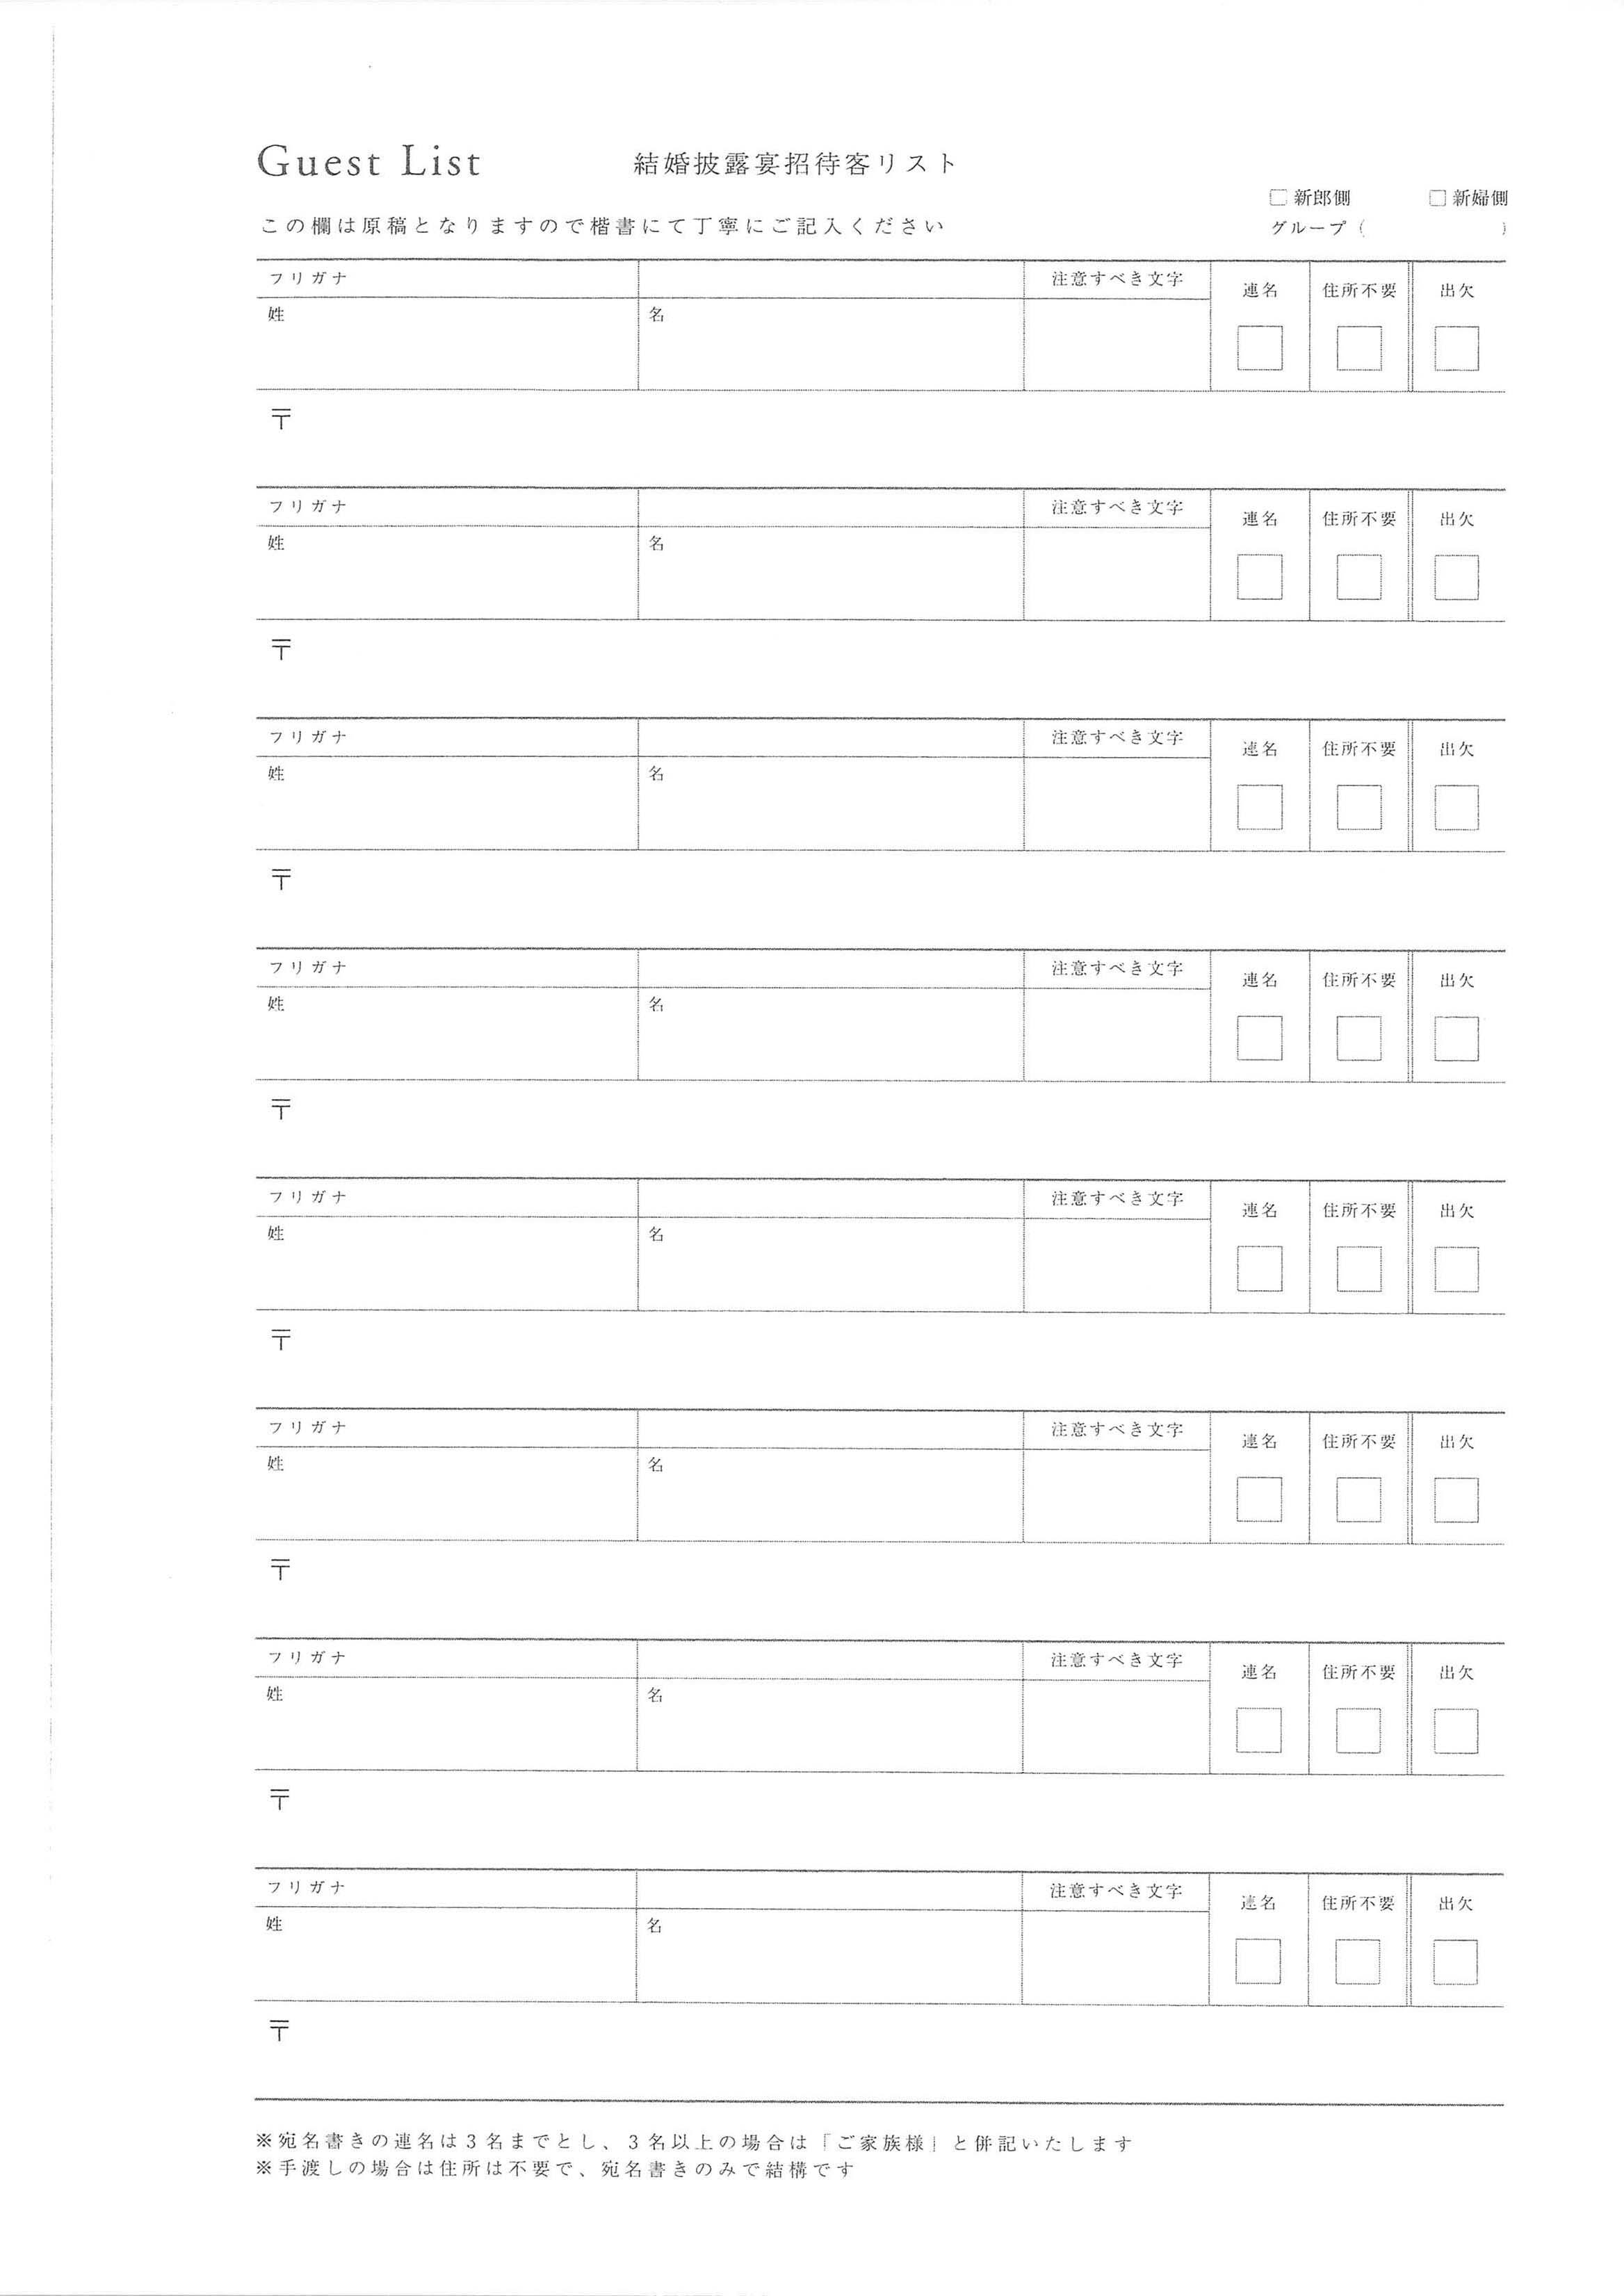 Guest List 結婚披露宴招待客リスト
□新郎側 □新婦側
この欄は原稿となりますので楷書にて丁寧にご記入ください グループ ( )
フリガナ 注意すべき文字 連名 住所不要 出欠
姓 名
〒
フリガナ 注意すべき文字 連名 住所不要 出欠
姓 名
〒
フリガナ 注意すべき文字 連名 住所不要 出欠
姓 名
〒
フリガナ 注意すべき文字 連名 住所不要 出欠
姓 名
〒
フリガナ 注意すべき文字 連名 住所不要 出欠
姓 名
〒
フリガナ 注意すべき文字 連名 住所不要 出欠
姓 名
〒
フリガナ 注意すべき文字 連名 住所不要 出欠
姓 名
〒
フリガナ 注意すべき文字 連名 住所不要 出欠
姓 名
〒
※宛名書きの連名は3名までとし、3名以上の場合は「ご家族様」と併記いたします
※手渡しの場合は住所は不要で、宛名書きのみで結構です